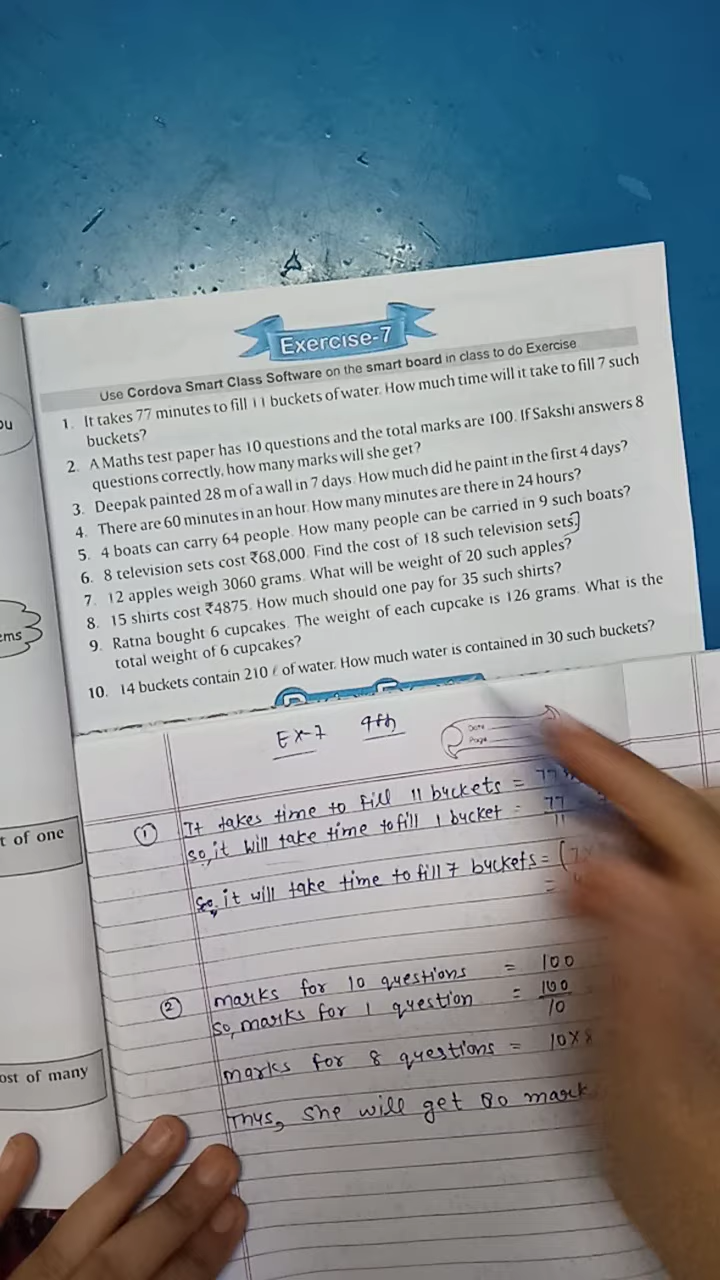 Exercise-7
Use Cordova Smart Class Software on the smart board in class to do Exercise
1. It takes 77 minutes to fill 11 buckets of water. How much time will it take to fill 7 such
buckets?
2. A Maths test paper has 10 questions and the total marks are 100. If Sakshi answers 8
questions correctly, how many marks will she get?
3. Deepak painted 28 m of a wall in 7 days. How much did he paint in the first 4 days?
4. There are 60 minutes in an hour. How many minutes are there in 24 hours?
5. 4 boats can carry 64 people. How many people can be carried in 9 such boats?
6. 8 television sets cost ₹68,000. Find the cost of 18 such television sets.
7. 12 apples weigh 3060 grams. What will be weight of 20 such apples?
8. 15 shirts cost ₹4875. How much should one pay for 35 such shirts?
9. Ratna bought 6 cupcakes. The weight of each cupcake is 126 grams. What is the
total weight of 6 cupcakes?
10. 14 buckets contain 210 ℓ of water. How much water is contained in 30 such buckets?
ou
ems
t of one
ost of many
Ex-7 4th
Date
Page
① It takes time to fill 11 buckets = 77
so, it will take time to fill 1 bucket = 77/11
So, it will take time to fill 7 buckets = (7×
=
② marks for 10 questions = 100
So, marks for 1 question = 100/10
marks for 8 questions = 10×8
Thus, she will get 80 mark